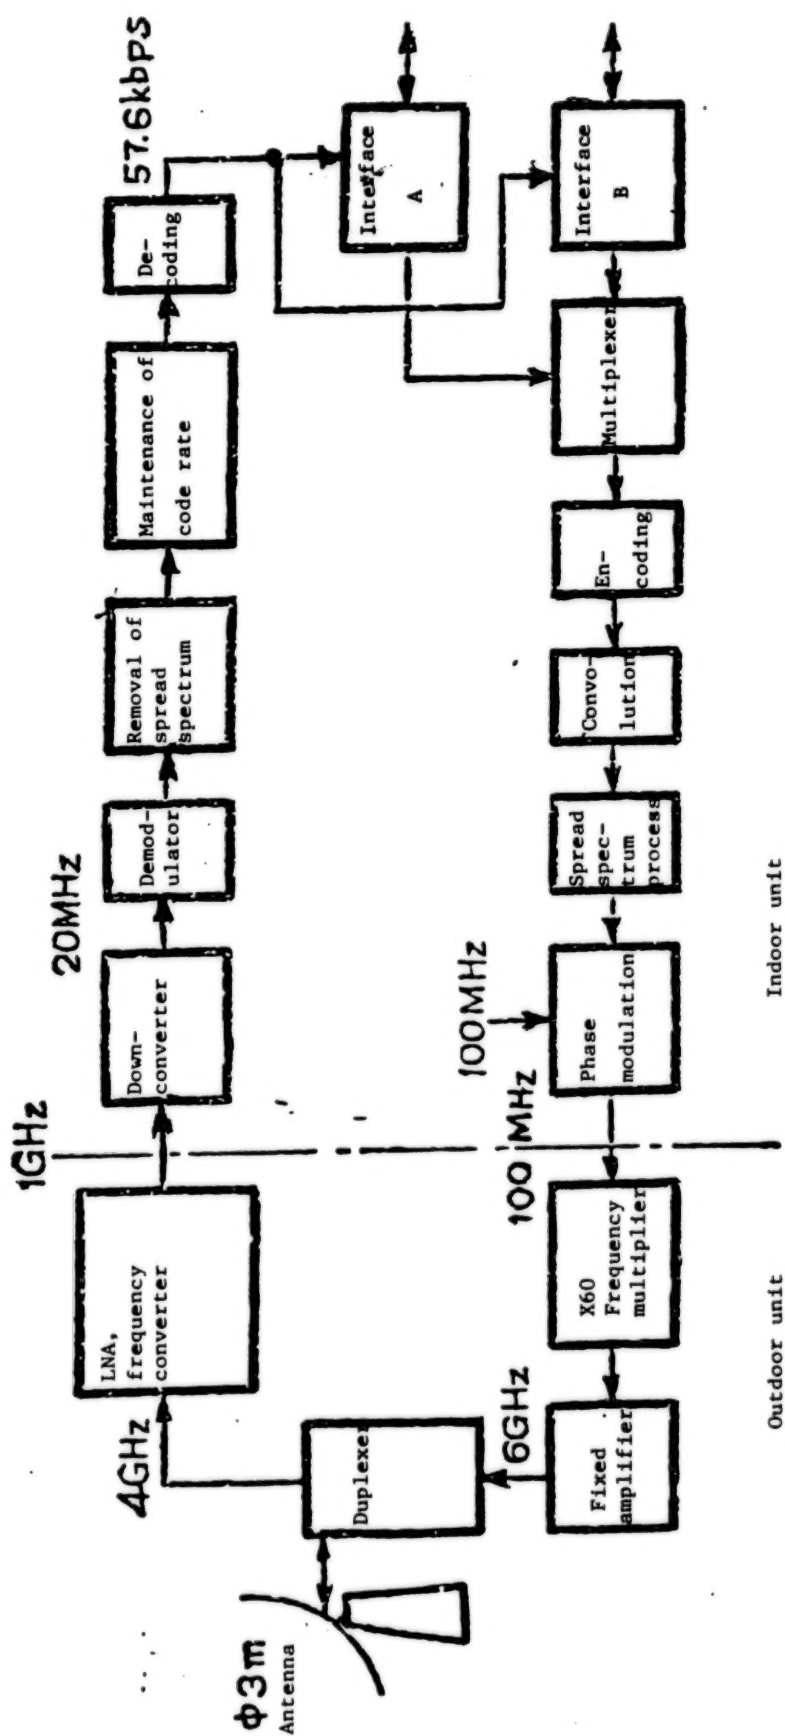 Φ3m
Antenna
Duplexer
4GHz
LNA,
frequency
converter
1GHz
Down-
converter
20MHz
Demod-
ulator
Removal of
spread
spectrum
Maintenance of
code rate
De-
coding
57.6kbps
Interface
A
Interface
B
Multiplexer
En-
coding
Convo-
lution
Spread
spec-
trum
process
100MHz
Phase
modulation
100MHz
X60
Frequency
multiplier
Fixed
amplifier
6GHz
Outdoor unit
Indoor unit